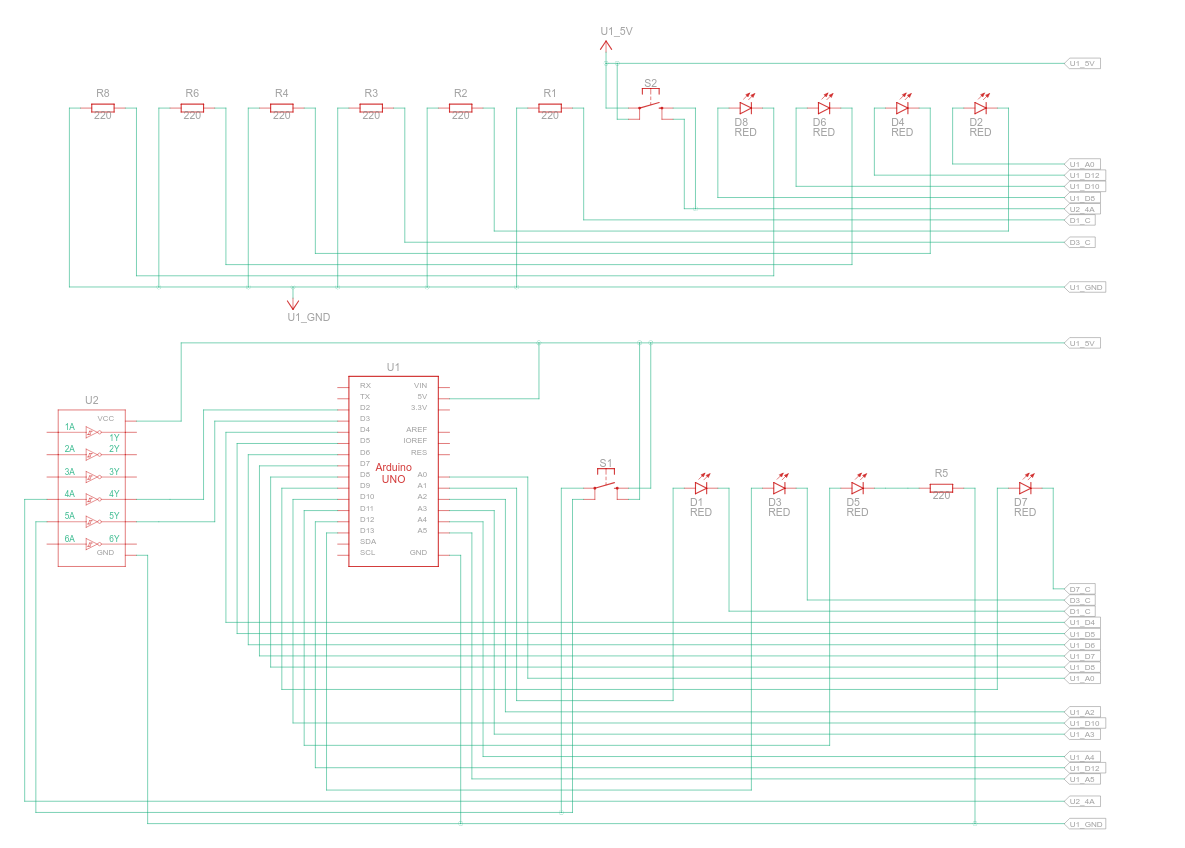 U1_5V
U1_5V
S2
R8
R6
R4
R3
R2
R1
220
220
220
220
220
220
D8
RED
D6
RED
D4
RED
D2
RED
U1_A0
U1_D12
U1_D10
U1_D8
U2_4A
D1_C
D3_C
U1_GND
U1_GND
U1_5V
U1
RX
TX
D2
D3
D4
D5
D6
D7
D8
D9
D10
D11
D12
D13
SDA
SCL
VIN
5V
3.3V
AREF
IOREF
RES
A0
A1
A2
A3
A4
A5
GND
Arduino
UNO
U2
VCC
1A
1Y
2A
2Y
3A
3Y
4A
4Y
5A
5Y
6A
6Y
GND
S1
D1
RED
D3
RED
D5
RED
R5
220
D7
RED
D7_C
D3_C
D1_C
U1_D4
U1_D5
U1_D6
U1_D7
U1_D8
U1_A0
U1_A2
U1_D10
U1_A3
U1_A4
U1_D12
U1_A5
U2_4A
U1_GND